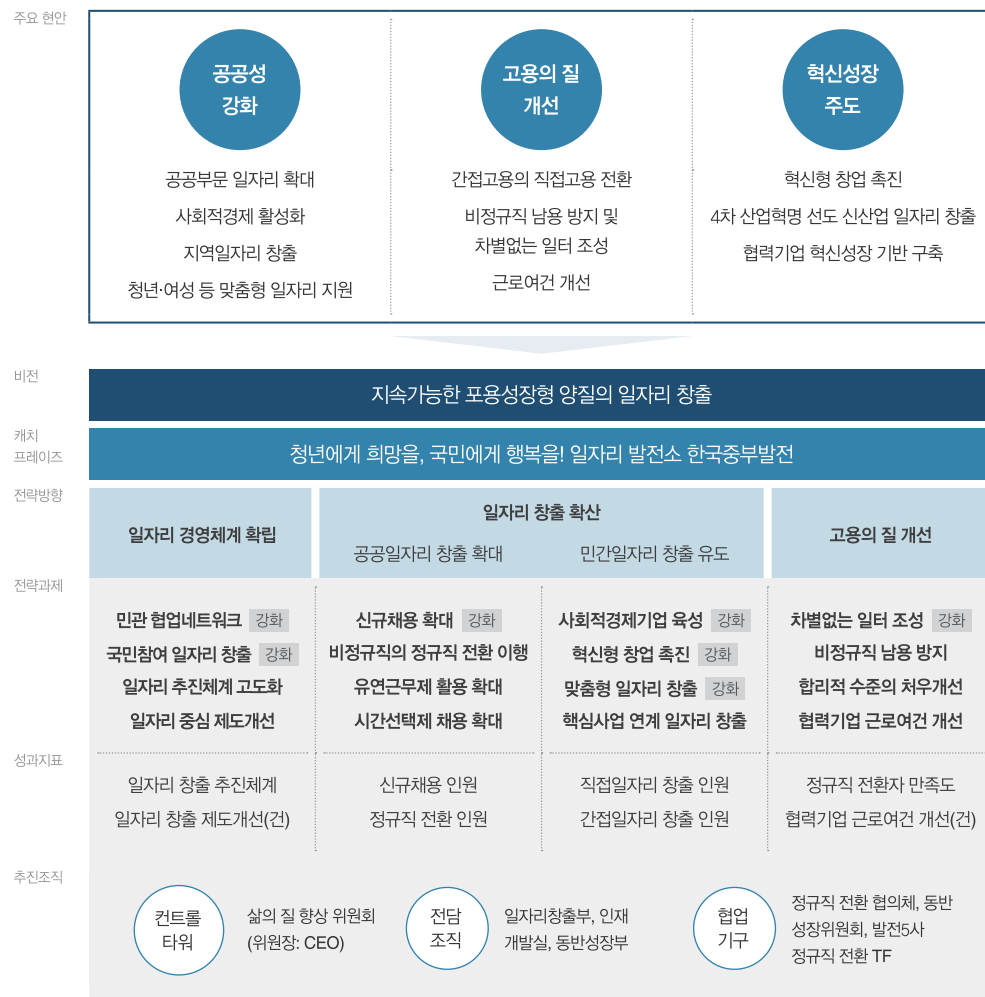 주요 현안
공공성
강화
공공부문 일자리 확대
사회적경제 활성화
지역일자리 창출
청년·여성 등 맞춤형 일자리 지원
고용의 질
개선
간접고용의 직접고용 전환
비정규직 남용 방지 및
차별없는 일터 조성
근로여건 개선
혁신성장
주도
혁신형 창업 촉진
4차 산업혁명 선도 신산업 일자리 창출
협력기업 혁신성장 기반 구축
비전
지속가능한 포용성장형 양질의 일자리 창출
캐치
프레이즈
청년에게 희망을, 국민에게 행복을! 일자리 발전소 한국중부발전
전략방향
일자리 경영체계 확립
일자리 창출 확산
공공일자리 창출 확대
민간일자리 창출 유도
고용의 질 개선
전략과제
민관 협업네트워크 강화
국민참여 일자리 창출 강화
일자리 추진체계 고도화
일자리 중심 제도개선
신규채용 확대 강화
비정규직의 정규직 전환 이행
유연근무제 활용 확대
시간선택제 채용 확대
사회적경제기업 육성 강화
혁신형 창업 촉진 강화
맞춤형 일자리 창출 강화
핵심사업 연계 일자리 창출
차별없는 일터 조성 강화
비정규직 남용 방지
합리적 수준의 처우개선
협력기업 근로여건 개선
성과지표
일자리 창출 추진체계
일자리 창출 제도개선(건)
신규채용 인원
정규직 전환 인원
직접일자리 창출 인원
간접일자리 창출 인원
정규직 전환자 만족도
협력기업 근로여건 개선(건)
추진조직
컨트롤
타워
삶의 질 향상 위원회
(위원장: CEO)
전담
조직
일자리창출부, 인재
개발실, 동반성장부
협업
기구
정규직 전환 협의체, 동반
성장위원회, 발전5사
정규직 전환 TF